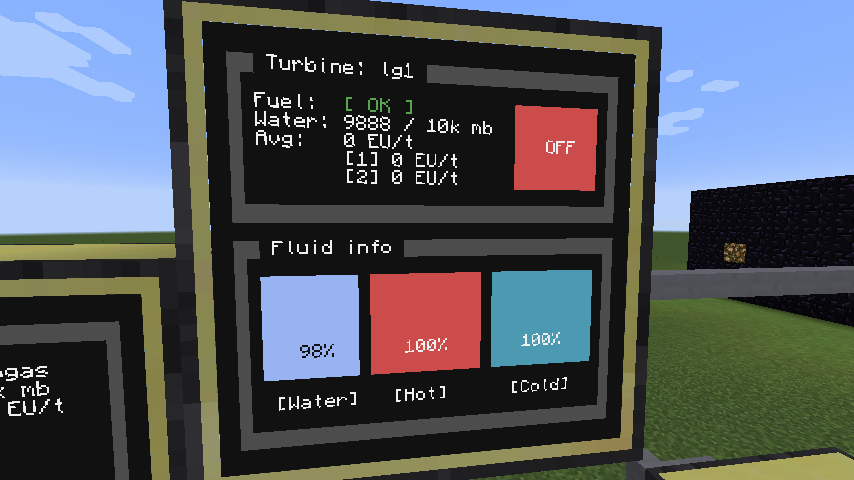 Turbine: lg1
Fuel: [ OK ]
Water: 9888 / 10k mb
Avg: 0 EU/t
[1] 0 EU/t
[2] 0 EU/t
OFF
Fluid info
98% 100% 100%
[Water] [Hot] [Cold]
mb
EU/t